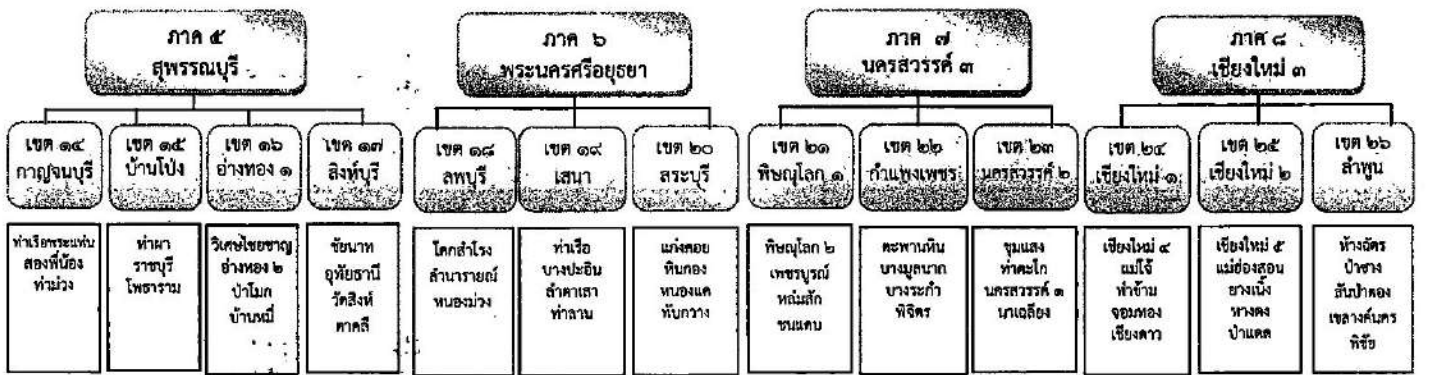 ภาค ๕
สุพรรณบุรี
ภาค ๖
พระนครศรีอยุธยา
ภาค ๗
นครสวรรค์ ๓
ภาค ๘
เชียงใหม่ ๓
เขต ๑๔
กาญจนบุรี
เขต ๑๕
บ้านโป่ง
เขต ๑๖
อ่างทอง ๑
เขต ๑๗
สิงห์บุรี
เขต ๑๘
ลพบุรี
เขต ๑๙
เสนา
เขต ๒๐
สระบุรี
เขต ๒๑
พิษณุโลก ๑
เขต ๒๒
กำแพงเพชร
เขต ๒๓
นครสวรรค์ ๒
เขต ๒๔
เชียงใหม่ ๑
เขต ๒๕
เชียงใหม่ ๒
เขต ๒๖
ลำพูน
ท่าเรือพระแท่น
สองพี่น้อง
ท่าม่วง
ท่าผา
ราชบุรี
โพธาราม
วิเศษไชยชาญ
อ่างทอง ๒
ป่าโมก
บ้านหมี่
ชัยนาท
อุทัยธานี
วัดสิงห์
ตาคลี
โคกสำโรง
ลำนารายณ์
หนองม่วง
ท่าเรือ
บางปะอิน
ลำตาเสา
ท่าลาน
แก่งคอย
หินกอง
หนองแค
ทับกวาง
พิษณุโลก ๒
เพชรบูรณ์
หล่มสัก
ชนแดน
ตะพานหิน
บางมูลนาก
บางระกำ
พิจิตร
ชุมแสง
ท่าตะโก
นครสวรรค์ ๑
นาเฉลียง
เชียงใหม่ ๔
แม่โจ้
ทำข้าม
จอมทอง
เชียงดาว
เชียงใหม่ ๕
แม่ฮ่องสอน
ยางเนิ้ง
หางดง
ป่าแดด
ห้างฉัตร
ป่าซาง
สันป่าตอง
เขลางค์นคร
พิชัย